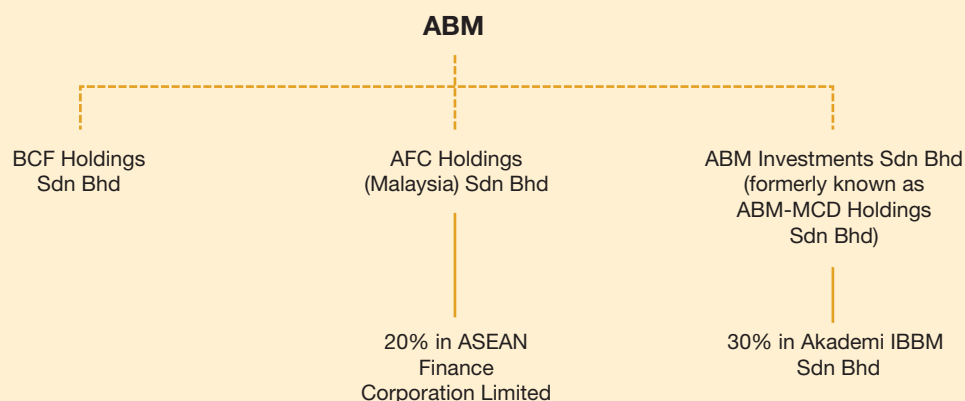 ABM
BCF Holdings
Sdn Bhd
AFC Holdings
(Malaysia) Sdn Bhd
ABM Investments Sdn Bhd
(formerly known as
ABM-MCD Holdings
Sdn Bhd)
20% in ASEAN
Finance
Corporation Limited
30% in Akademi IBBM
Sdn Bhd